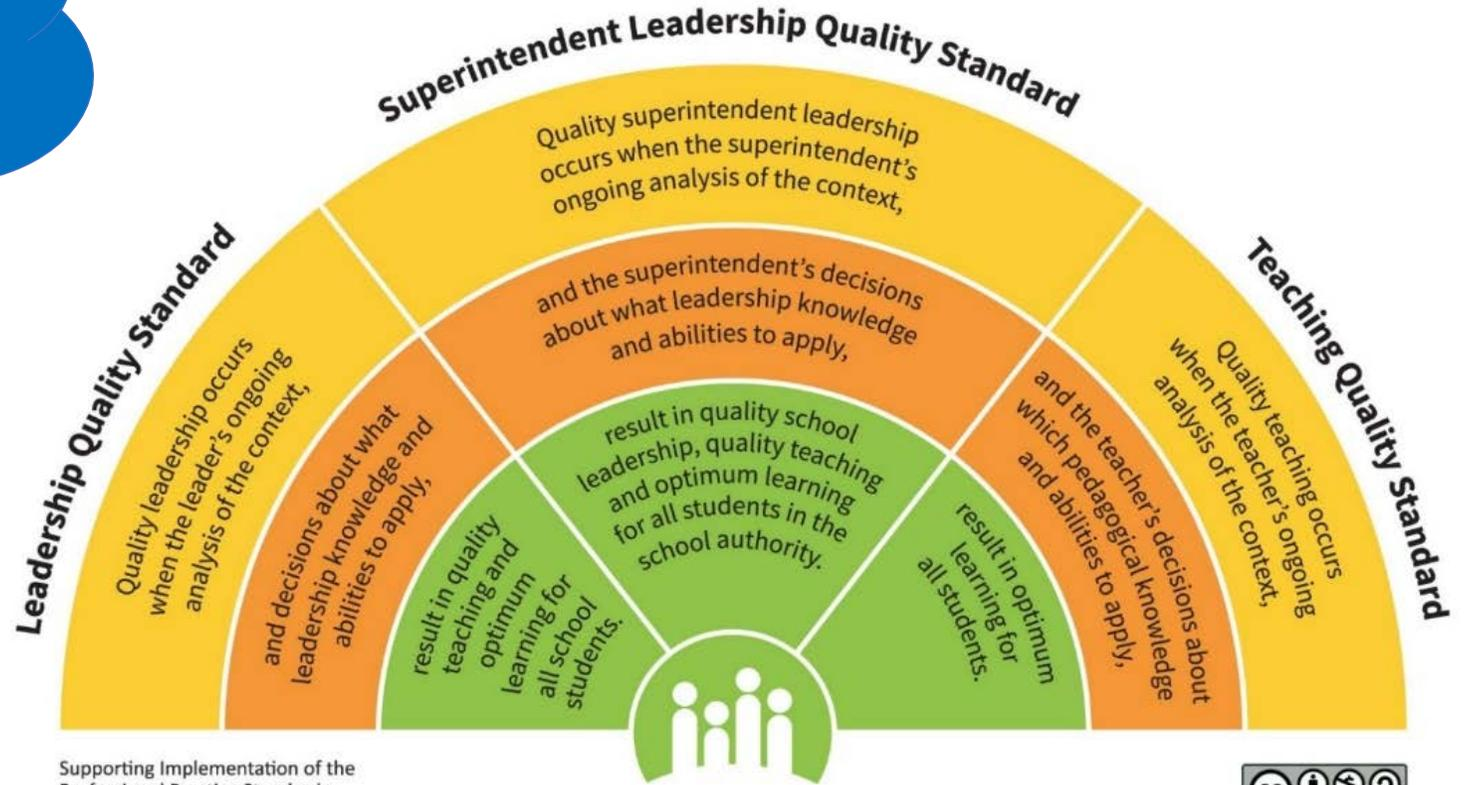 Superintendent Leadership Quality Standard
Quality superintendent leadership
occurs when the superintendent's
ongoing analysis of the context,
and the superintendent's decisions
about what leadership knowledge
and abilities to apply,
result in quality school
leadership, quality teaching
and optimum learning
for all students in the
school authority.
Leadership Quality Standard
Quality leadership occurs
when the leader's ongoing
analysis of the context,
and decisions about what
leadership knowledge and
abilities to apply,
result in quality
teaching and
optimum
learning for
all school
students.
Teaching Quality Standard
Quality teaching occurs
when the teacher's ongoing
analysis of the context,
and the teacher's decisions about
which pedagogical knowledge
and abilities to apply,
result in optimum
learning for
all students.
Supporting Implementation of the